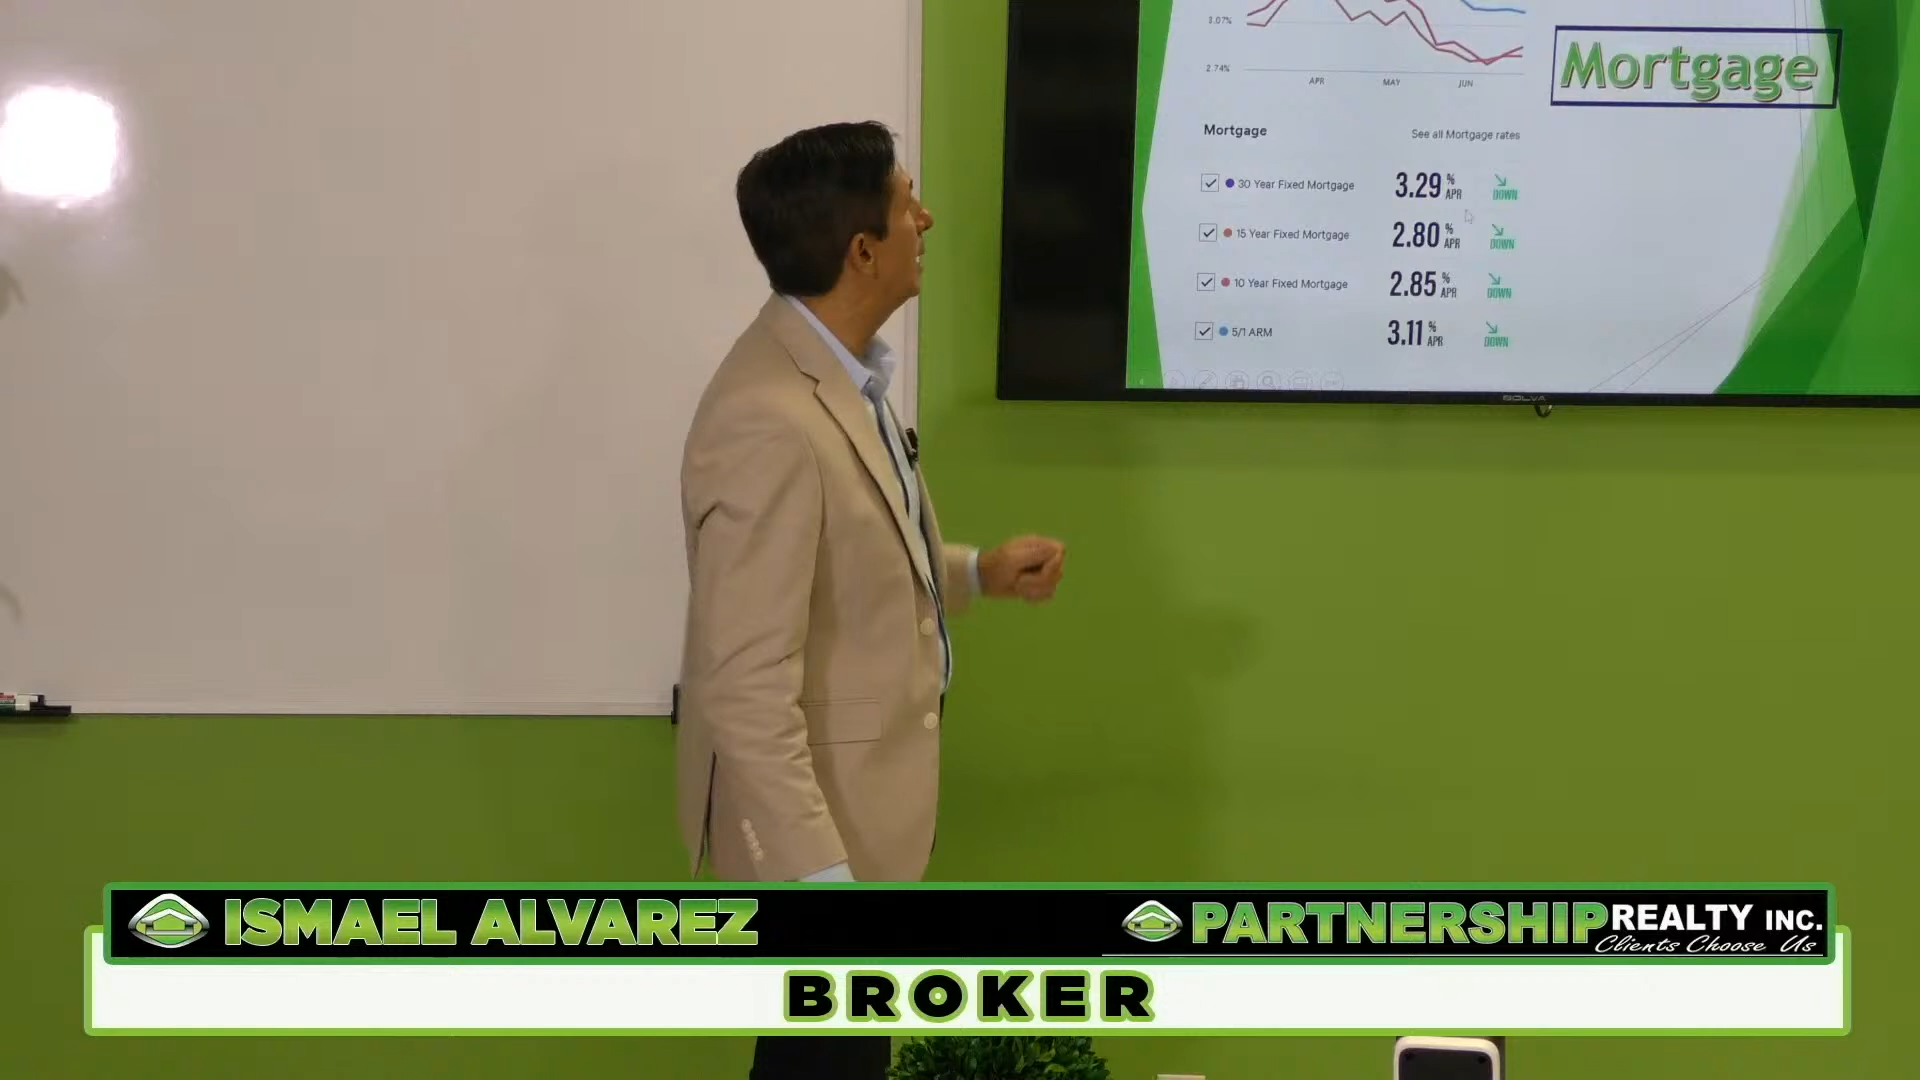 3.07%
2.74%
APR MAY JUN
Mortgage
Mortgage See all Mortgage rates
30 Year Fixed Mortgage 3.29 % APR DOWN
15 Year Fixed Mortgage 2.80 % APR DOWN
10 Year Fixed Mortgage 2.85 % APR DOWN
5/1 ARM 3.11 % APR DOWN
ISMAEL ALVAREZ
PARTNERSHIP REALTY INC.
Clients Choose Us
BROKER